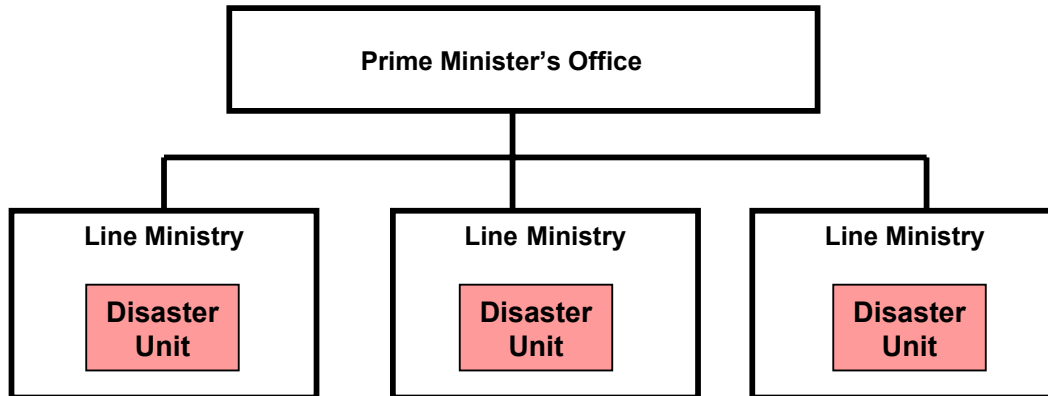 Prime Minister’s Office
Line Ministry
Disaster
Unit
Line Ministry
Disaster
Unit
Line Ministry
Disaster
Unit